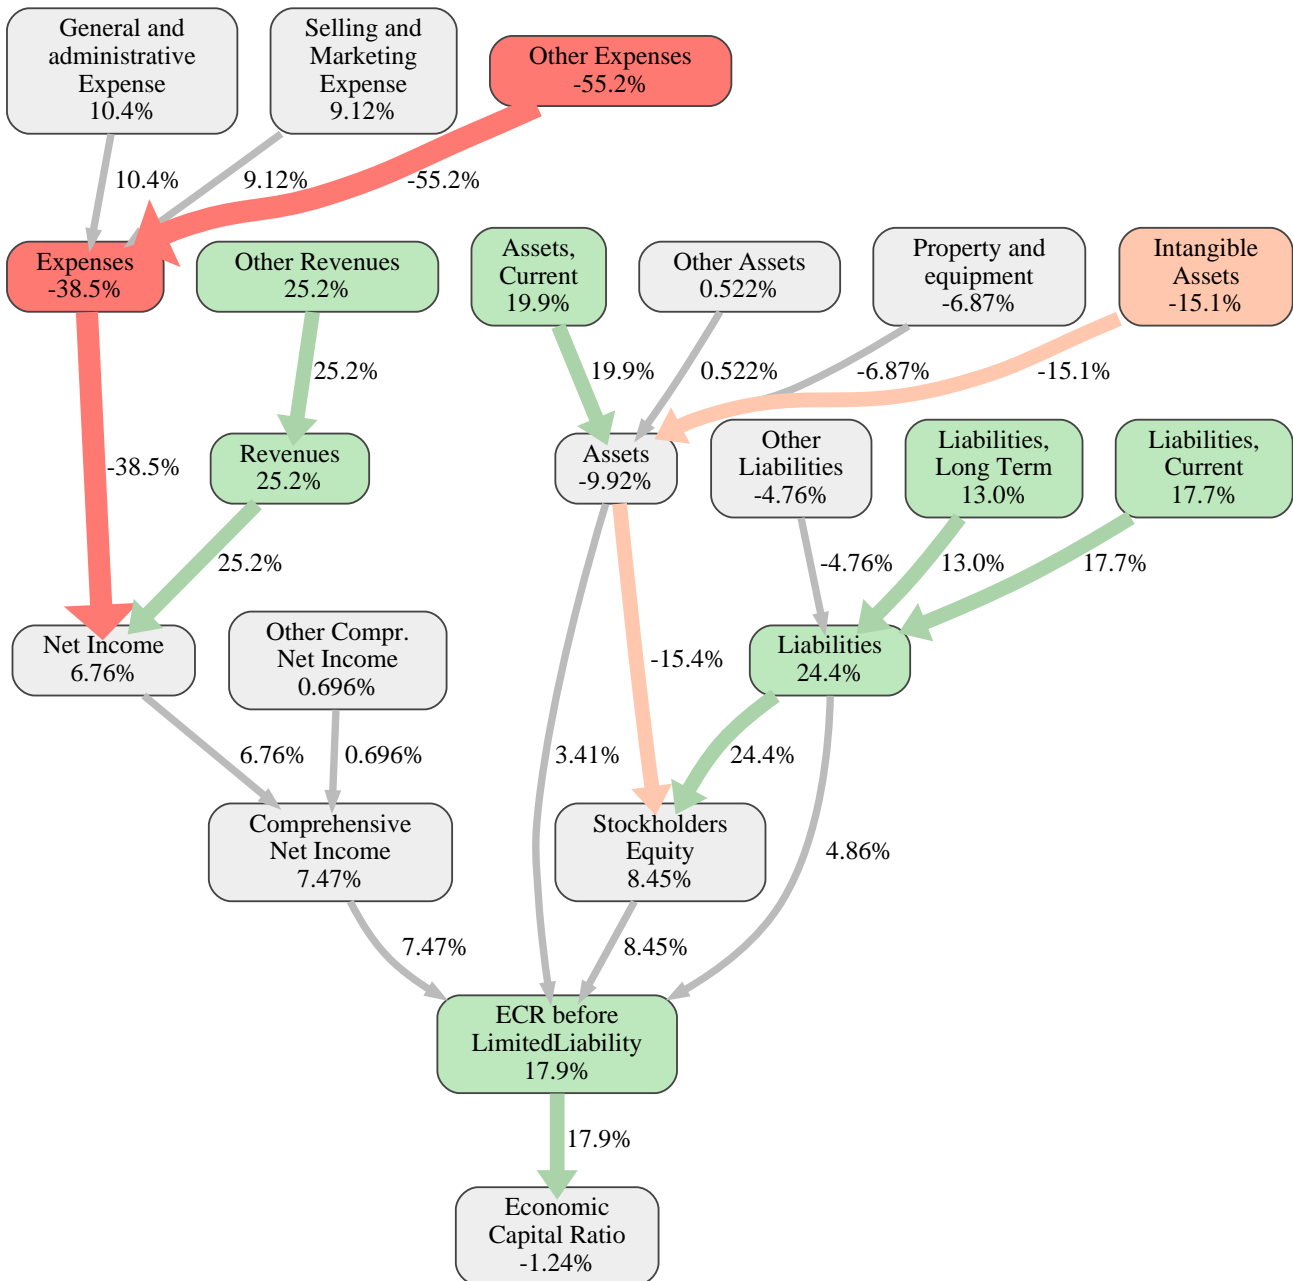 General and
administrative
Expense
10.4%
Selling and
Marketing
Expense
9.12%
Other Expenses
-55.2%
10.4%
9.12%
-55.2%
Expenses
-38.5%
Other Revenues
25.2%
Assets,
Current
19.9%
Other Assets
0.522%
Property and
equipment
-6.87%
Intangible
Assets
-15.1%
25.2%
19.9%
0.522%
-6.87%
-15.1%
-38.5%
Revenues
25.2%
Assets
-9.92%
Other
Liabilities
-4.76%
Liabilities,
Long Term
13.0%
Liabilities,
Current
17.7%
25.2%
-4.76%
13.0%
17.7%
Net Income
6.76%
Other Compr.
Net Income
0.696%
-15.4%
Liabilities
24.4%
6.76%
0.696%
3.41%
24.4%
Comprehensive
Net Income
7.47%
Stockholders
Equity
8.45%
4.86%
7.47%
8.45%
ECR before
LimitedLiability
17.9%
17.9%
Economic
Capital Ratio
-1.24%